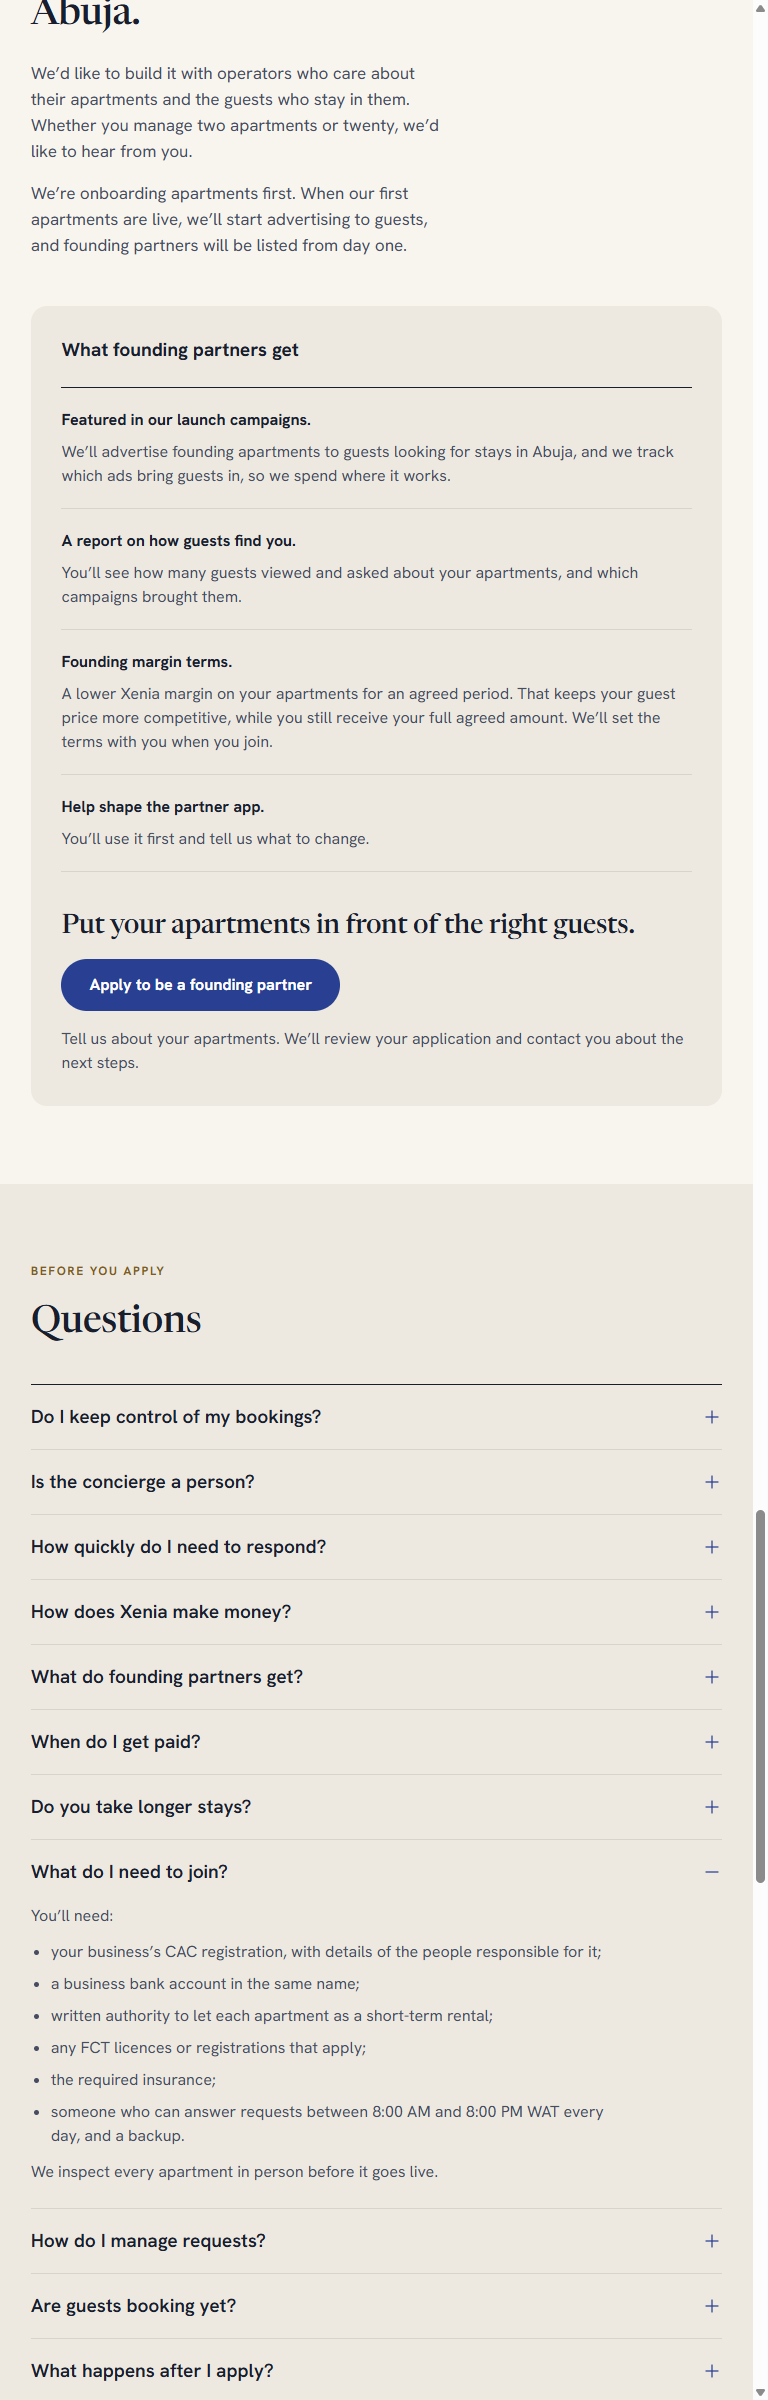 Abuja.
We’d like to build it with operators who care about
their apartments and the guests who stay in them.
Whether you manage two apartments or twenty, we’d
like to hear from you.
We’re onboarding apartments first. When our first
apartments are live, we’ll start advertising to guests,
and founding partners will be listed from day one.
What founding partners get
Featured in our launch campaigns.
We’ll advertise founding apartments to guests looking for stays in Abuja, and we track
which ads bring guests in, so we spend where it works.
A report on how guests find you.
You’ll see how many guests viewed and asked about your apartments, and which
campaigns brought them.
Founding margin terms.
A lower Xenia margin on your apartments for an agreed period. That keeps your guest
price more competitive, while you still receive your full agreed amount. We’ll set the
terms with you when you join.
Help shape the partner app.
You’ll use it first and tell us what to change.
Put your apartments in front of the right guests.
Apply to be a founding partner
Tell us about your apartments. We’ll review your application and contact you about the
next steps.
BEFORE YOU APPLY
Questions
Do I keep control of my bookings?
Is the concierge a person?
How quickly do I need to respond?
How does Xenia make money?
What do founding partners get?
When do I get paid?
Do you take longer stays?
What do I need to join?
You’ll need:
• your business’s CAC registration, with details of the people responsible for it;
• a business bank account in the same name;
• written authority to let each apartment as a short-term rental;
• any FCT licences or registrations that apply;
• the required insurance;
• someone who can answer requests between 8:00 AM and 8:00 PM WAT every
day, and a backup.
We inspect every apartment in person before it goes live.
How do I manage requests?
Are guests booking yet?
What happens after I apply?